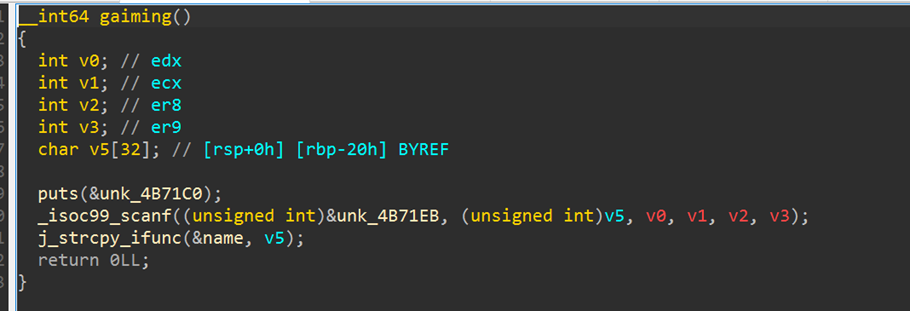 __int64 gaiming()
{
int v0; // edx
int v1; // ecx
int v2; // er8
int v3; // er9
char v5[32]; // [rsp+0h] [rbp-20h] BYREF
puts(&unk_4B71C0);
_isoc99_scanf((unsigned int)&unk_4B71EB, (unsigned int)v5, v0, v1, v2, v3);
j_strcpy_ifunc(&name, v5);
return 0LL;
}